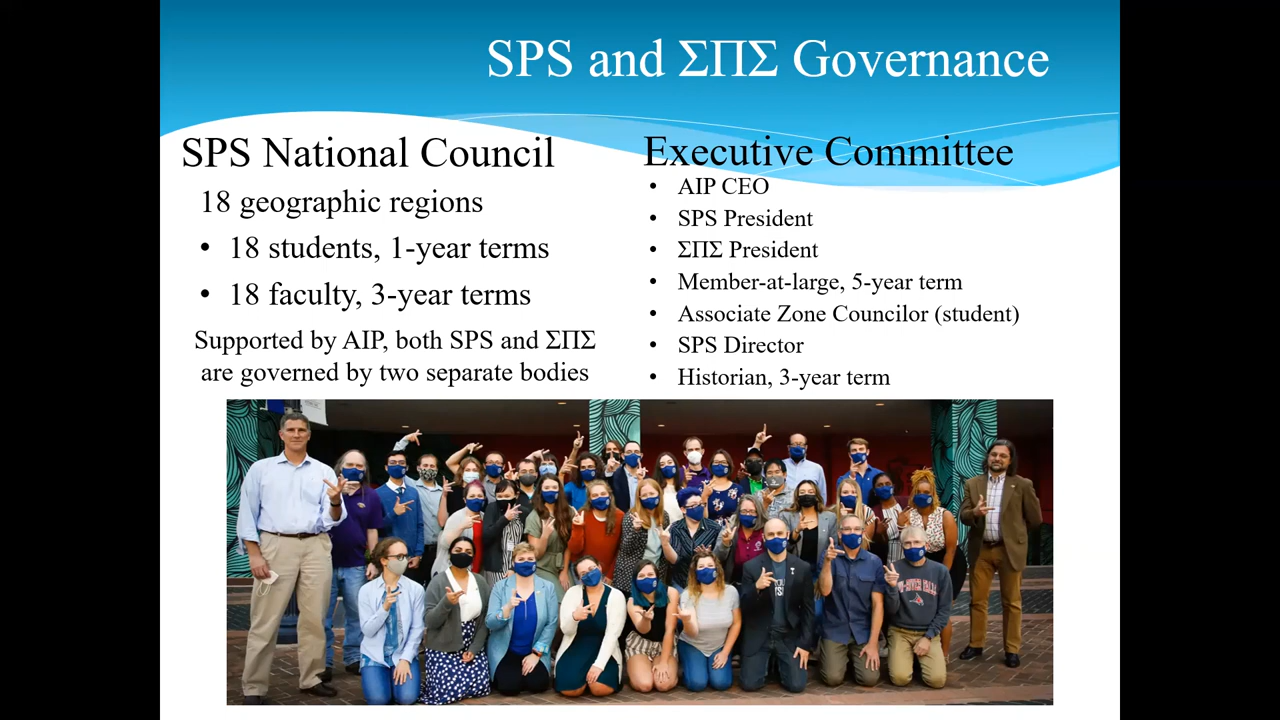 SPS and ΣΠΣ Governance
SPS National Council
18 geographic regions
• 18 students, 1-year terms
• 18 faculty, 3-year terms
Supported by AIP, both SPS and ΣΠΣ
are governed by two separate bodies
Executive Committee
• AIP CEO
• SPS President
• ΣΠΣ President
• Member-at-large, 5-year term
• Associate Zone Councilor (student)
• SPS Director
• Historian, 3-year term